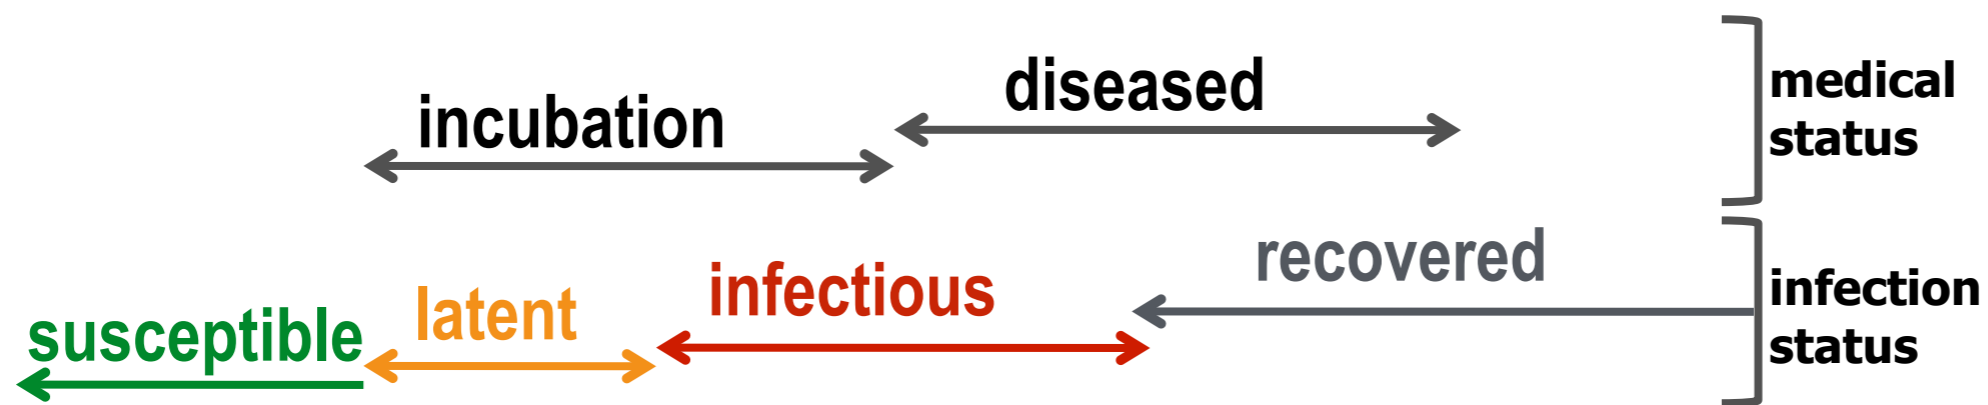 diseased
incubation
medical
status
recovered
infectious
latent
susceptible
infection
status